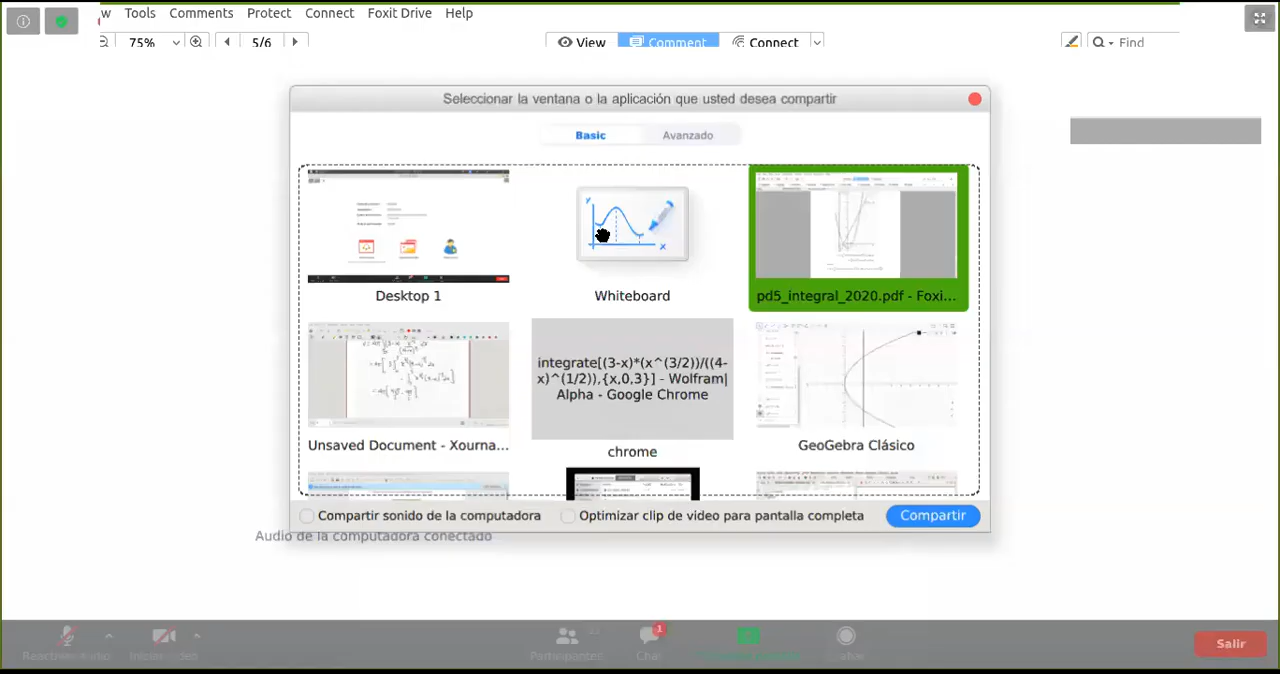 w Tools Comments Protect Connect Foxit Drive Help
75% 5/6 View Comment Connect Find
Seleccionar la ventana o la aplicación que usted desea compartir
Basic Avanzado
Desktop 1
Whiteboard
pd5_integral_2020.pdf - Foxi...
integrate[(3-x)*(x^(3/2))/((4-
x)^(1/2)),{x,0,3}] - Wolfram|
Alpha - Google Chrome
Unsaved Document - Xourna...
chrome
GeoGebra Clásico
Compartir sonido de la computadora
Optimizar clip de video para pantalla completa
Compartir
Audio de la computadora conectado
1
Participantes
Chat
Salir